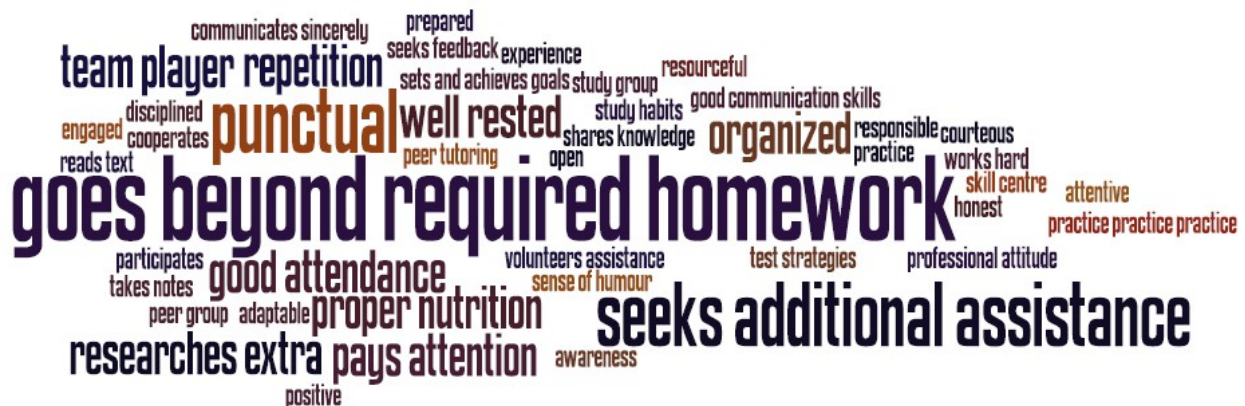 communicates sincerely
prepared
seeks feedback
experience
team player
repetition
sets and achieves goals
study group
resourceful
disciplined
punctual
well rested
study habits
good communication skills
engaged
cooperates
shares knowledge
organized
responsible
courteous
reads text
peer tutoring
open
practice
works hard
goes beyond required homework
skill centre
attentive
honest
practice practice practice
participates
good attendance
volunteers assistance
test strategies
professional attitude
takes notes
sense of humour
peer group
adaptable
proper nutrition
seeks additional assistance
researches extra
pays attention
awareness
positive